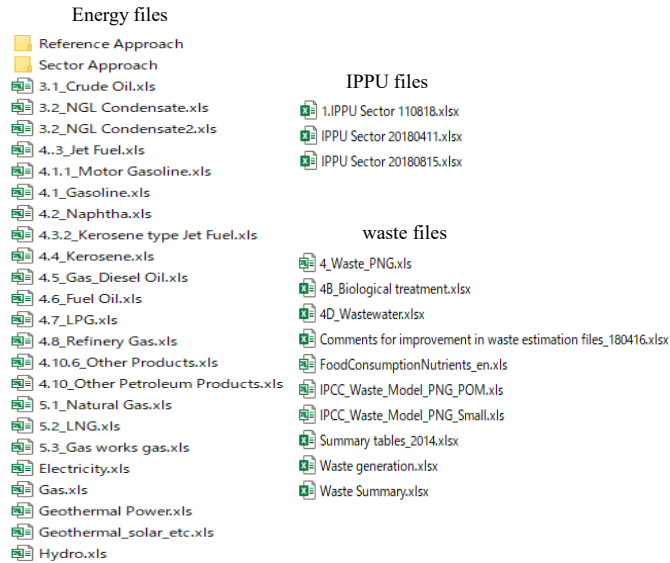 Energy files
Reference Approach
Sector Approach
3.1_Crude Oil.xls
3.2_NGL Condensate.xls
3.2_NGL Condensate2.xls
4..3_Jet Fuel.xls
4.1.1_Motor Gasoline.xls
4.1_Gasoline.xls
4.2_Naphtha.xls
4.3.2_Kerosene type Jet Fuel.xls
4.4_Kerosene.xls
4.5_Gas_Diesel Oil.xls
4.6_Fuel Oil.xls
4.7_LPG.xls
4.8_Refinery Gas.xls
4.10.6_Other Products.xls
4.10_Other Petroleum Products.xls
5.1_Natural Gas.xls
5.2_LNG.xls
5.3_Gas works gas.xls
Electricity.xls
Gas.xls
Geothermal Power.xls
Geothermal_solar_etc.xls
Hydro.xls
IPPU files
1.IPPU Sector 110818.xlsx
IPPU Sector 20180411.xlsx
IPPU Sector 20180815.xlsx
waste files
4_Waste_PNG.xls
4B_Biological treatment.xlsx
4D_Wastewater.xlsx
Comments for improvement in waste estimation files_180416.xlsx
FoodConsumptionNutrients_en.xls
IPCC_Waste_Model_PNG_POM.xls
IPCC_Waste_Model_PNG_Small.xls
Summary tables_2014.xlsx
Waste generation.xlsx
Waste Summary.xlsx